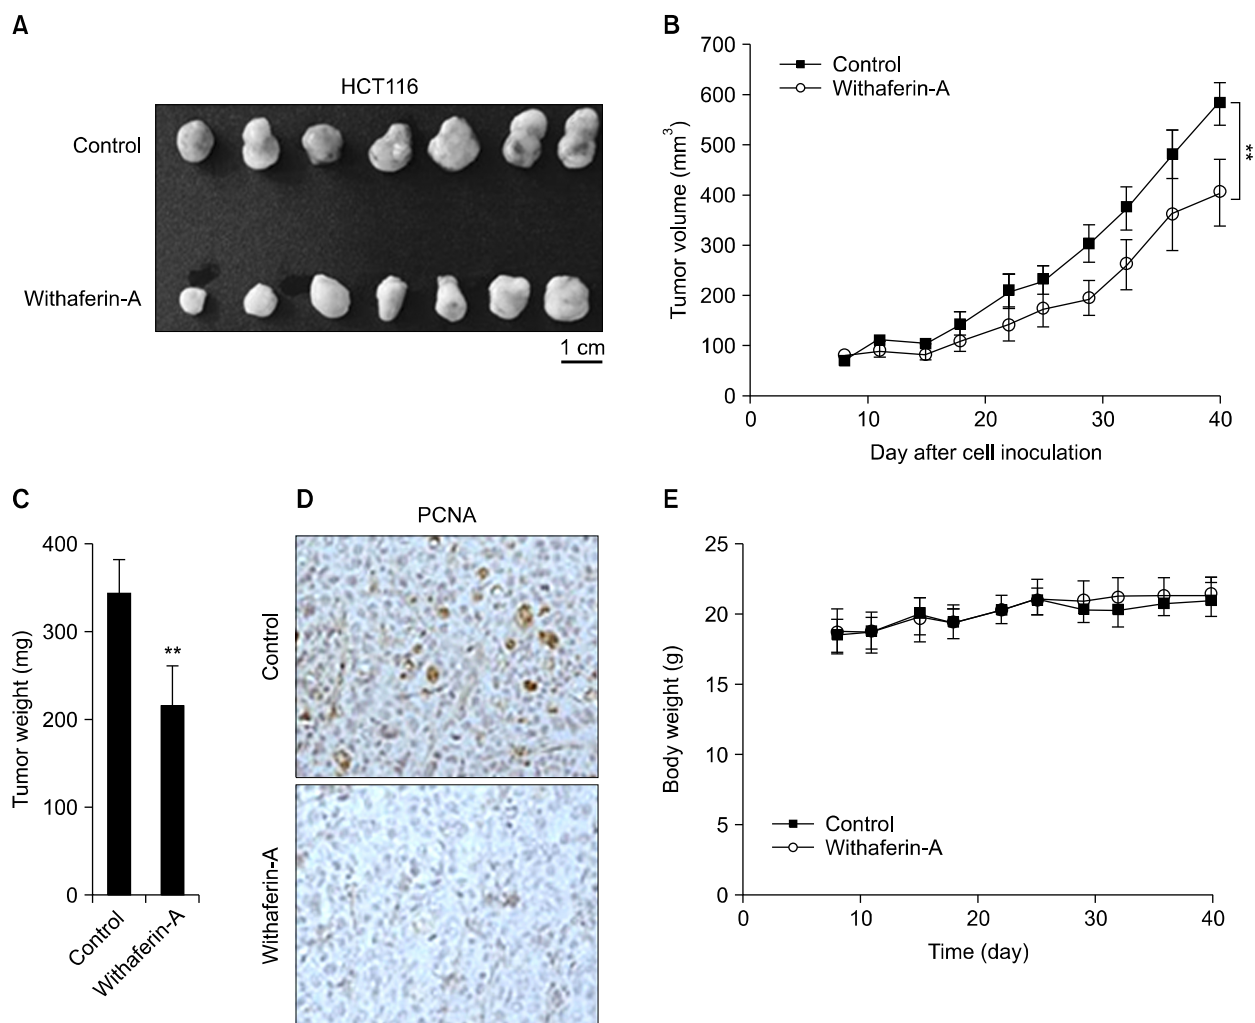 A
HCT116
Control
Withaferin-A
1 cm
B
Tumor volume (mm³)
700
600
500
400
300
200
100
0
0 10 20 30 40
Day after cell inoculation
Control
Withaferin-A
**
C
Tumor weight (mg)
400
300
200
100
0
**
Control
Withaferin-A
D
PCNA
Control
Withaferin-A
E
Body weight (g)
25
20
15
10
5
0
Control
Withaferin-A
0 10 20 30 40
Time (day)